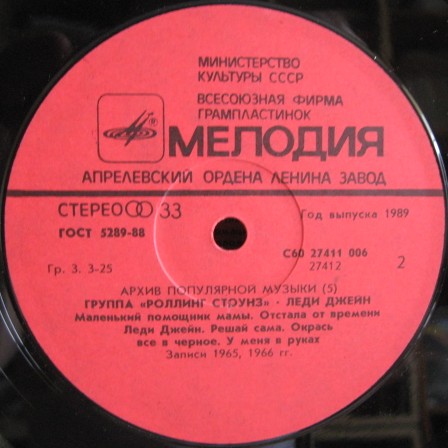 МИНИСТЕРСТВО
КУЛЬТУРЫ СССР
ВСЕСОЮЗНАЯ ФИРМА
ГРАМПЛАСТИНОК
®
МЕЛОДИЯ
АПРЕЛЕВСКИЙ ОРДЕНА ЛЕНИНА ЗАВОД
СТЕРЕО 33
Год выпуска 1989
ГОСТ 5289-88
С60 27411 006
27412
2
Гр. 3. 3-25
АРХИВ ПОПУЛЯРНОЙ МУЗЫКИ (5)
ГРУППА «РОЛЛИНГ СТОУНЗ» · ЛЕДИ ДЖЕЙН
Маленький помощник мамы. Отстала от времени
Леди Джейн. Решай сама. Окрась
все в черное. У меня в руках
Записи 1965, 1966 гг.